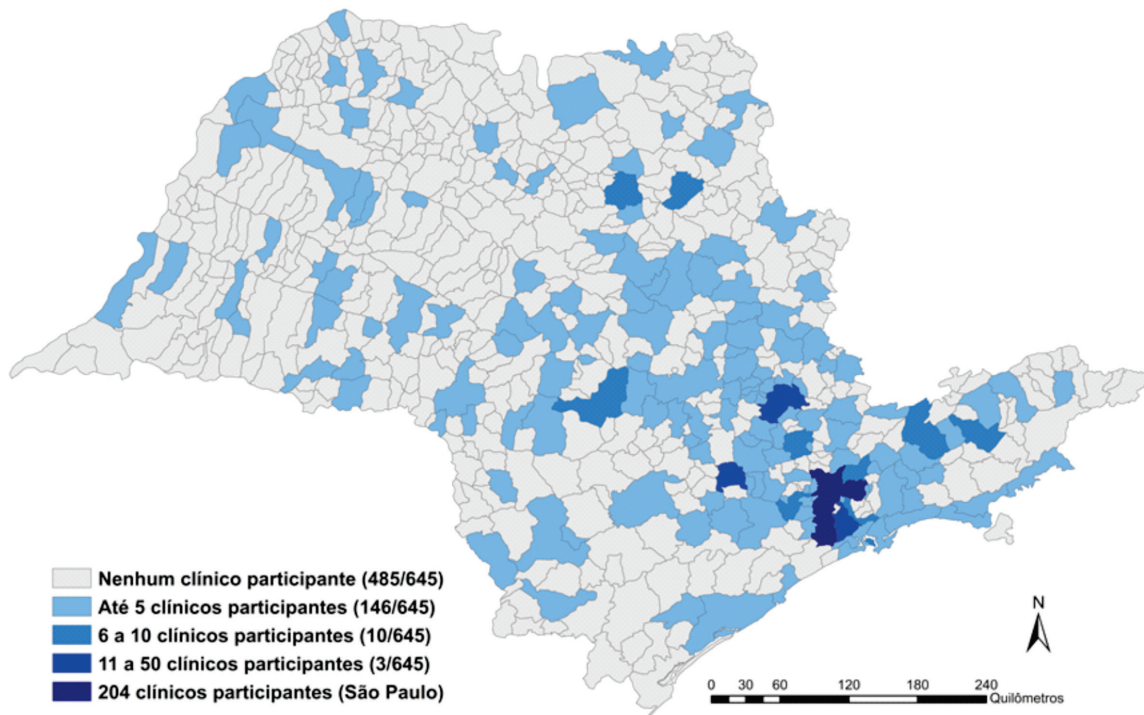 Nenhum clínico participante (485/645)
Até 5 clínicos participantes (146/645)
6 a 10 clínicos participantes (10/645)
11 a 50 clínicos participantes (3/645)
204 clínicos participantes (São Paulo)
N
0 30 60 120 180 240
Quilômetros